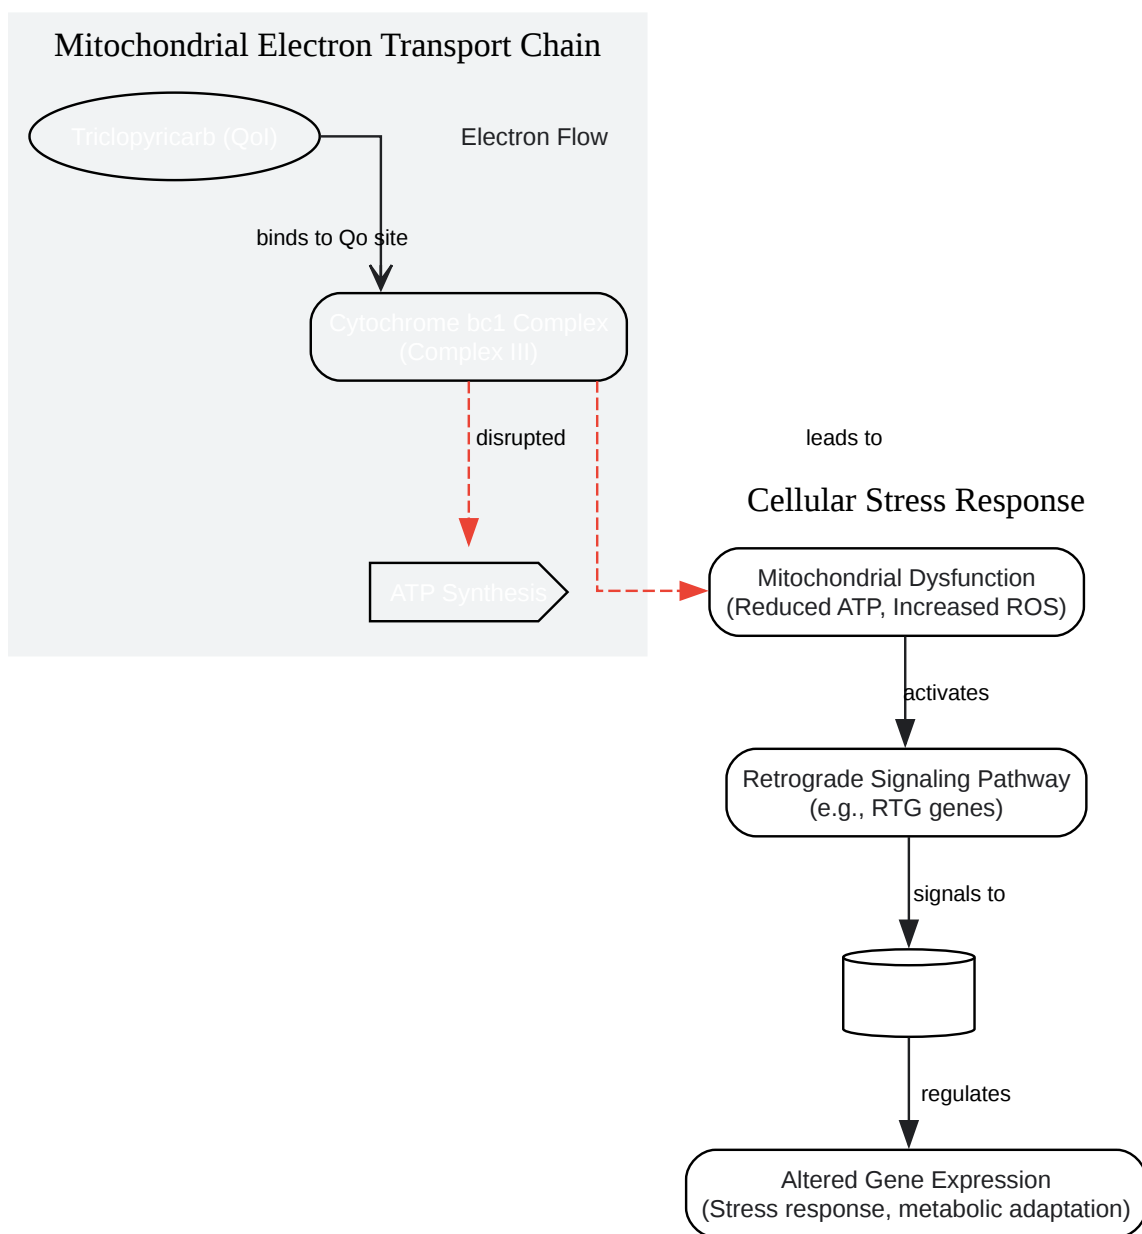 Mitochondrial Electron Transport Chain
Triclopyricarb (QoI)
Electron Flow
binds to Qo site
Cytochrome bc1 Complex
(Complex III)
disrupted
leads to
Cellular Stress Response
ATP Synthesis
Mitochondrial Dysfunction
(Reduced ATP, Increased ROS)
activates
Retrograde Signaling Pathway
(e.g., RTG genes)
signals to
regulates
Altered Gene Expression
(Stress response, metabolic adaptation)